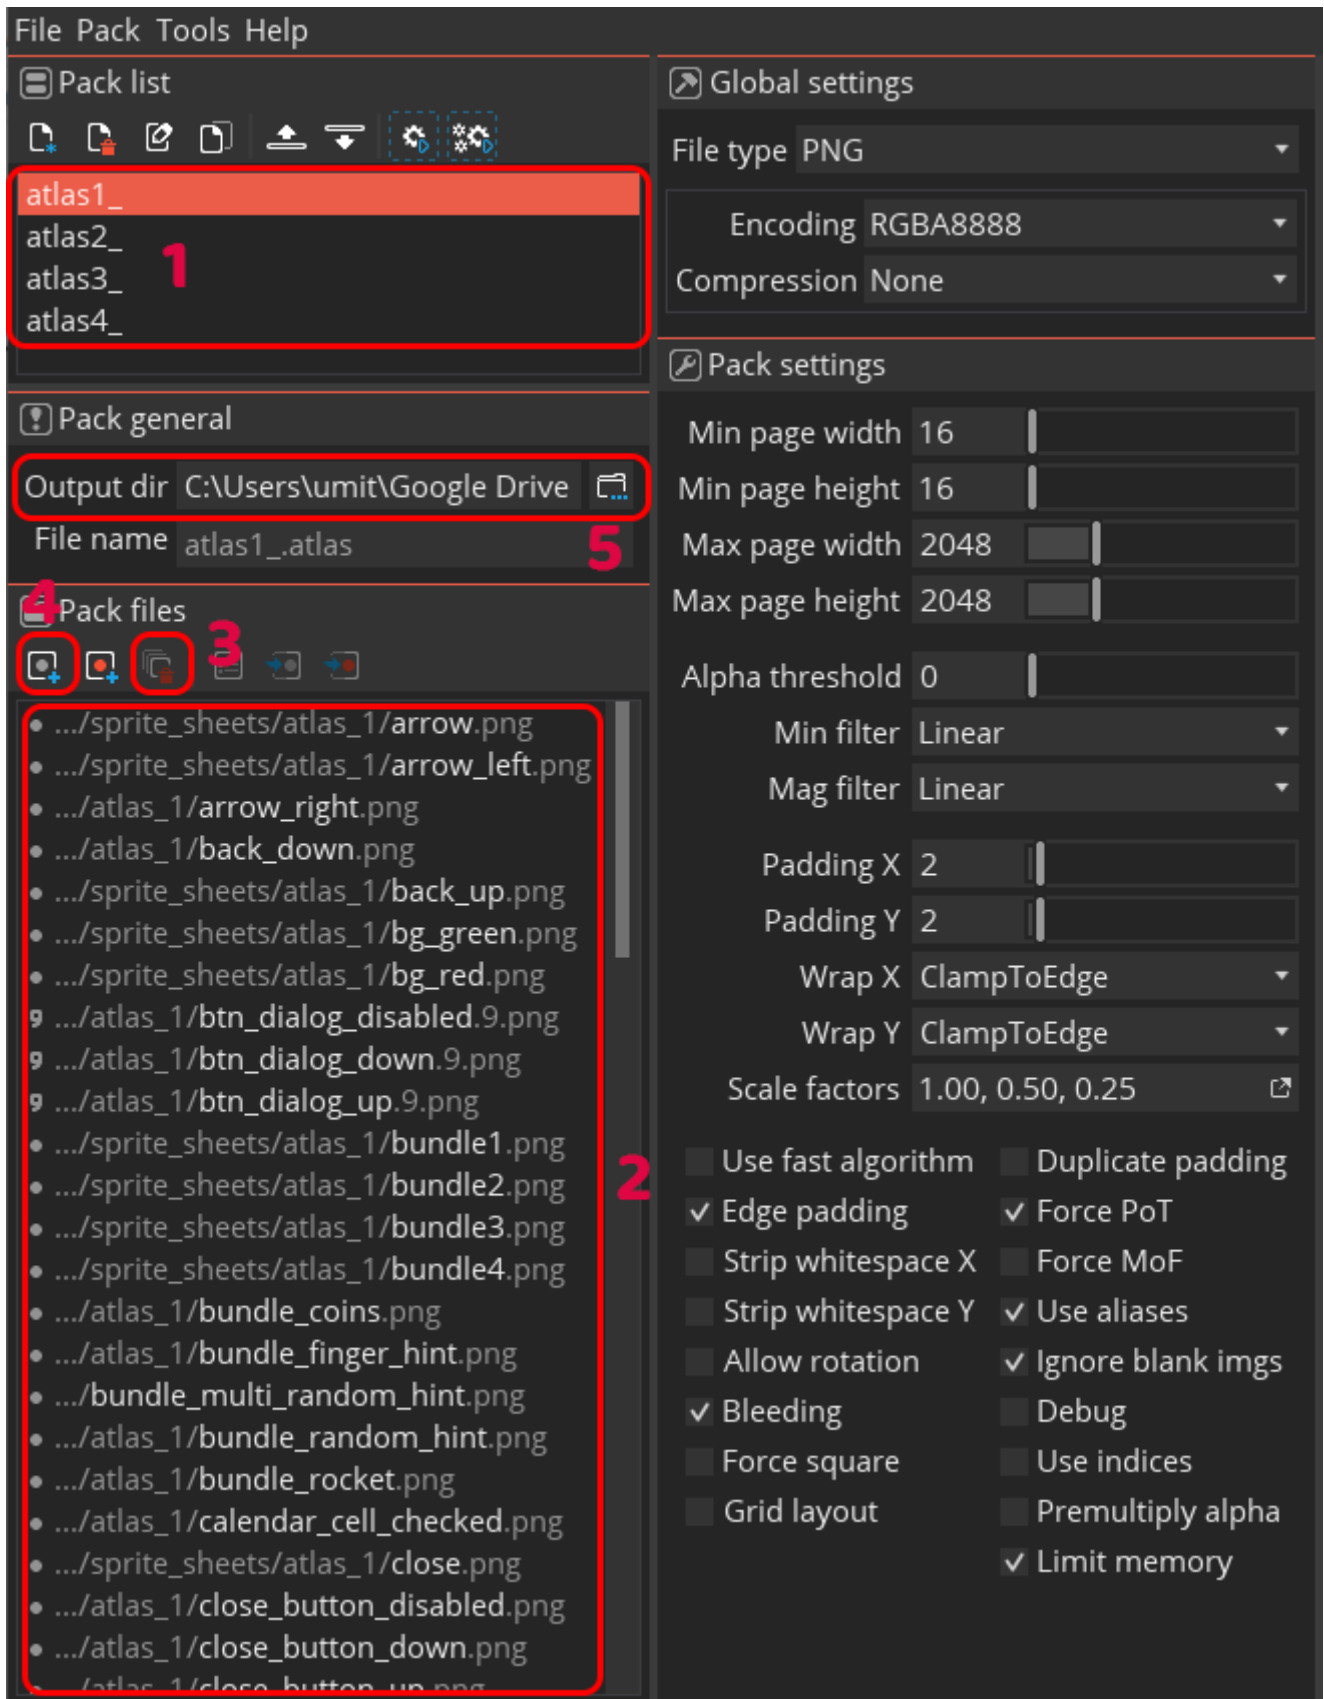 File Pack Tools Help
Pack list
atlas1_
atlas2_
atlas3_
atlas4_
1
Pack general
Output dir C:\Users\umit\Google Drive
File name atlas1_.atlas
5
4
Pack files
3
.../sprite_sheets/atlas_1/arrow.png
.../sprite_sheets/atlas_1/arrow_left.png
.../atlas_1/arrow_right.png
.../atlas_1/back_down.png
.../sprite_sheets/atlas_1/back_up.png
.../sprite_sheets/atlas_1/bg_green.png
.../sprite_sheets/atlas_1/bg_red.png
9 .../atlas_1/btn_dialog_disabled.9.png
9 .../atlas_1/btn_dialog_down.9.png
9 .../atlas_1/btn_dialog_up.9.png
.../sprite_sheets/atlas_1/bundle1.png
.../sprite_sheets/atlas_1/bundle2.png
2
.../sprite_sheets/atlas_1/bundle3.png
.../sprite_sheets/atlas_1/bundle4.png
.../atlas_1/bundle_coins.png
.../atlas_1/bundle_finger_hint.png
.../bundle_multi_random_hint.png
.../atlas_1/bundle_random_hint.png
.../atlas_1/bundle_rocket.png
.../atlas_1/calendar_cell_checked.png
.../sprite_sheets/atlas_1/close.png
.../atlas_1/close_button_disabled.png
.../atlas_1/close_button_down.png
.../atlas_1/close_button_up.png
Global settings
File type PNG
Encoding RGBA8888
Compression None
Pack settings
Min page width 16
Min page height 16
Max page width 2048
Max page height 2048
Alpha threshold 0
Min filter Linear
Mag filter Linear
Padding X 2
Padding Y 2
Wrap X ClampToEdge
Wrap Y ClampToEdge
Scale factors 1.00, 0.50, 0.25
Use fast algorithm Duplicate padding
Edge padding Force PoT
Strip whitespace X Force MoF
Strip whitespace Y Use aliases
Allow rotation Ignore blank imgs
Bleeding Debug
Force square Use indices
Grid layout Premultiply alpha
Limit memory